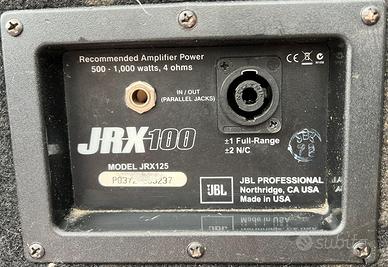 Recommended Amplifier Power
500 - 1,000 watts, 4 ohms
IN / OUT
(PARALLEL JACKS)
JRX100
±1 Full-Range
±2 N/C
MODEL JRX125
JBL
JBL PROFESSIONAL
Northridge, CA USA
Made in USA
subito